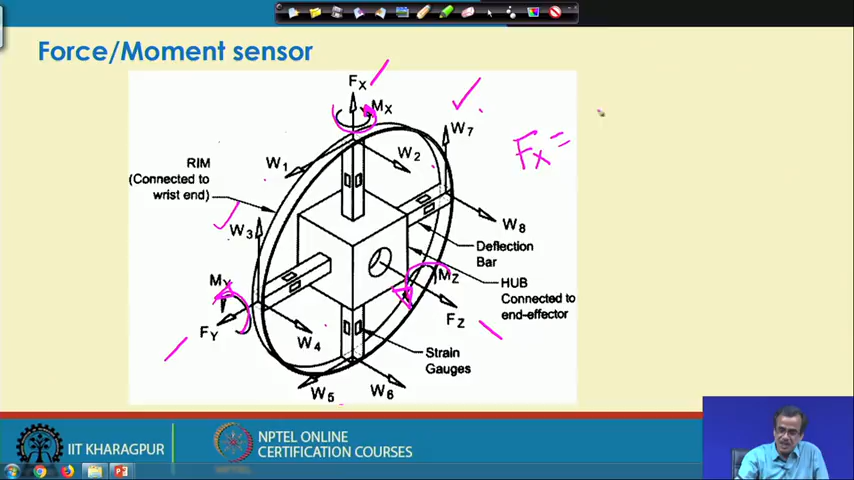 Force/Moment sensor
FX
MX
W7
FX =
RIM
(Connected to
wrist end)
W1
W2
W8
W3
Deflection
Bar
MY
MZ
HUB
Connected to
end-effector
FY
FZ
W4
Strain
Gauges
W5
W6
IIT KHARAGPUR
NPTEL ONLINE
CERTIFICATION COURSES